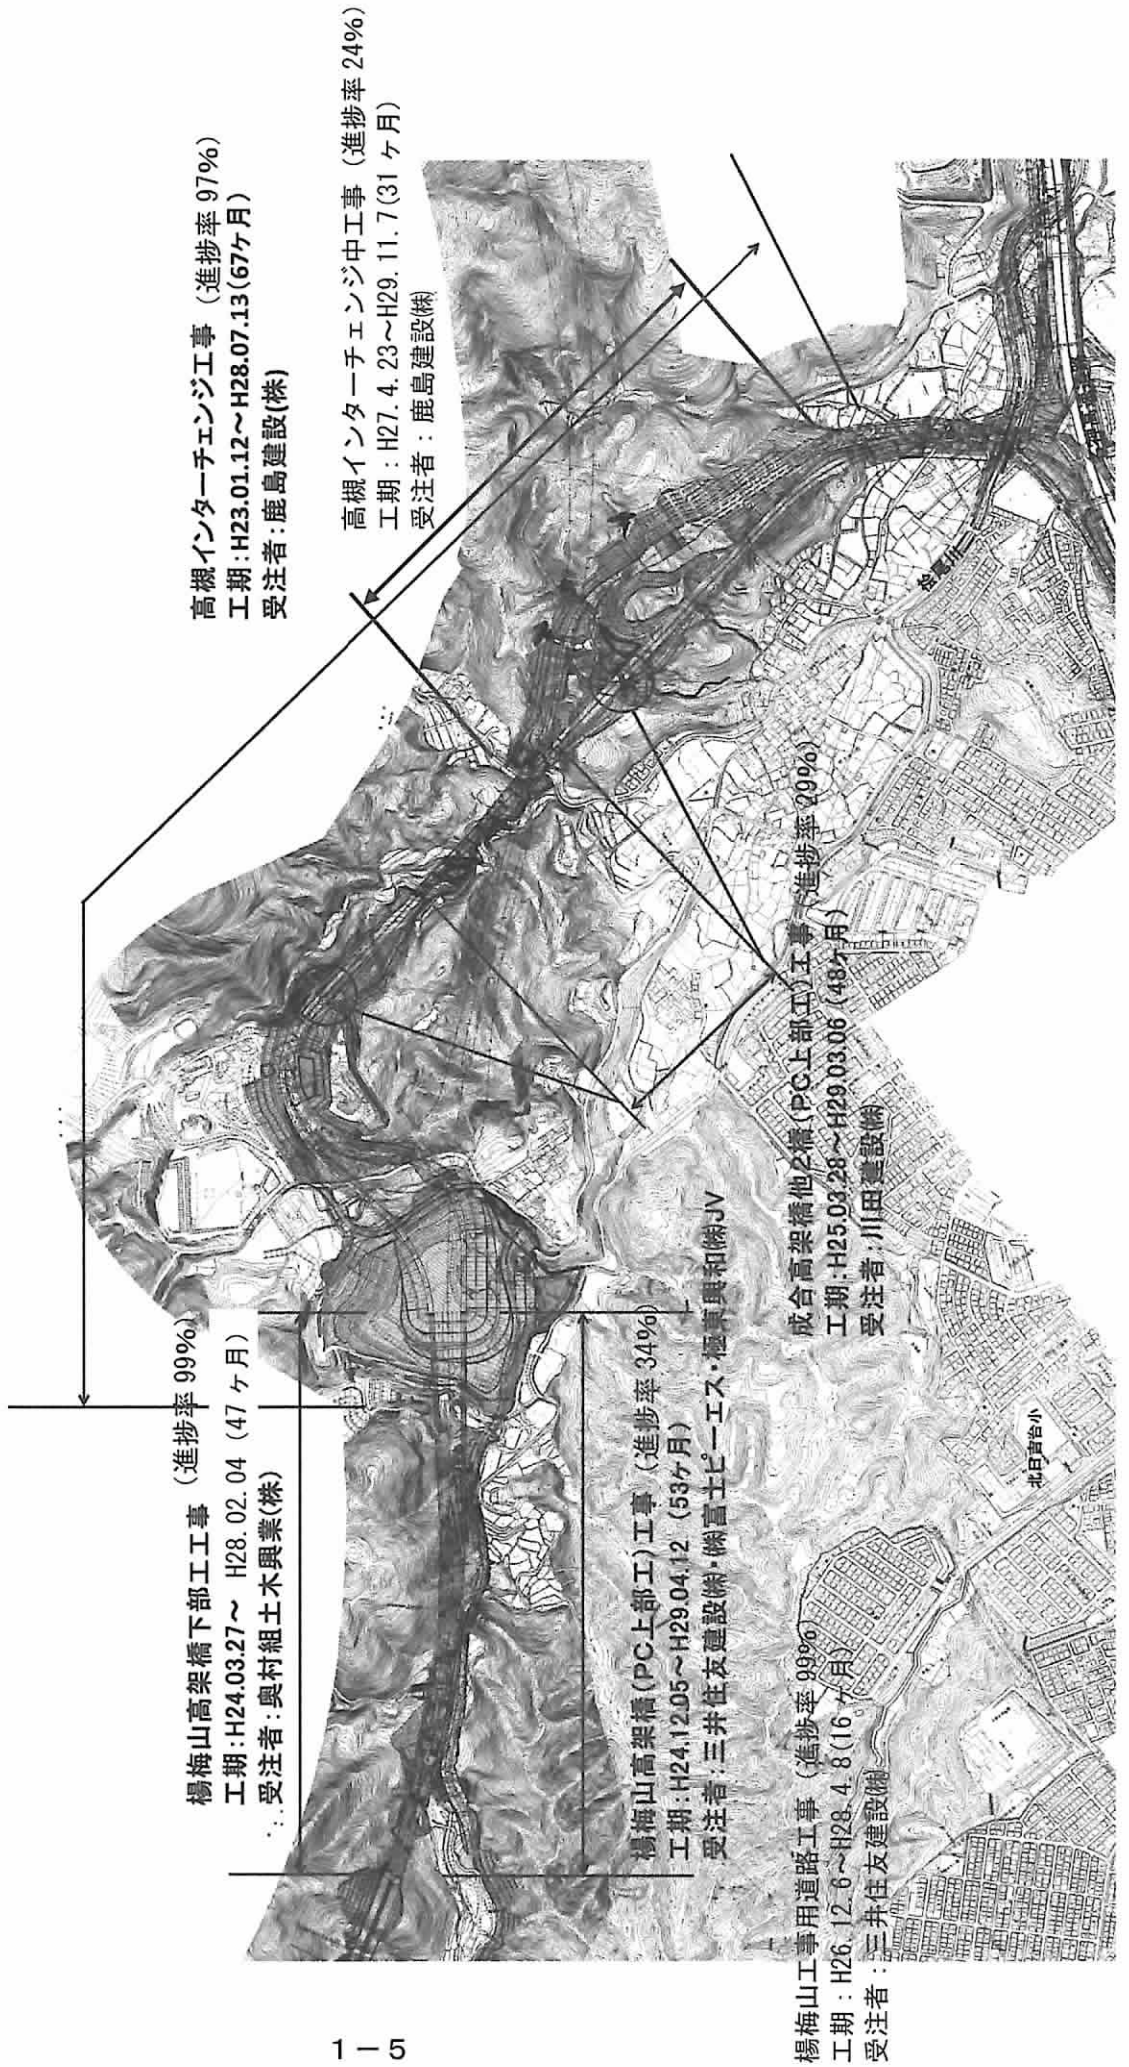 高槻インターチェンジ工事（進捗率 97%）
工期：H23.01.12～H28.07.13(67ヶ月)
受注者：鹿島建設(株)
高槻インターチェンジ中工事（進捗率 24%）
工期：H27.4.23～H29.11.7(31ヶ月)
受注者：鹿島建設㈱
楊梅山高架橋下部工工事（進捗率 99%）
工期：H24.03.27～ H28.02.04 (47ヶ月)
受注者：奥村組土木興業(株)
楊梅山高架橋(PC上部工)工事（進捗率 34%）
工期：H24.12.05～H29.04.12（53ヶ月）
受注者：三井住友建設㈱・㈱富士ピーエス・極東興和㈱JV
成合高架橋他2橋(PC上部工)工事（進捗率 29%）
工期：H25.03.28～H29.03.06（48ヶ月）
受注者：川田建設㈱
楊梅山工事用道路工事（進捗率 99%）
工期：H26.12.6～H28.4.8(16ヶ月)
受注者：三井住友建設㈱
北日吉台小
桧尾川
1－5